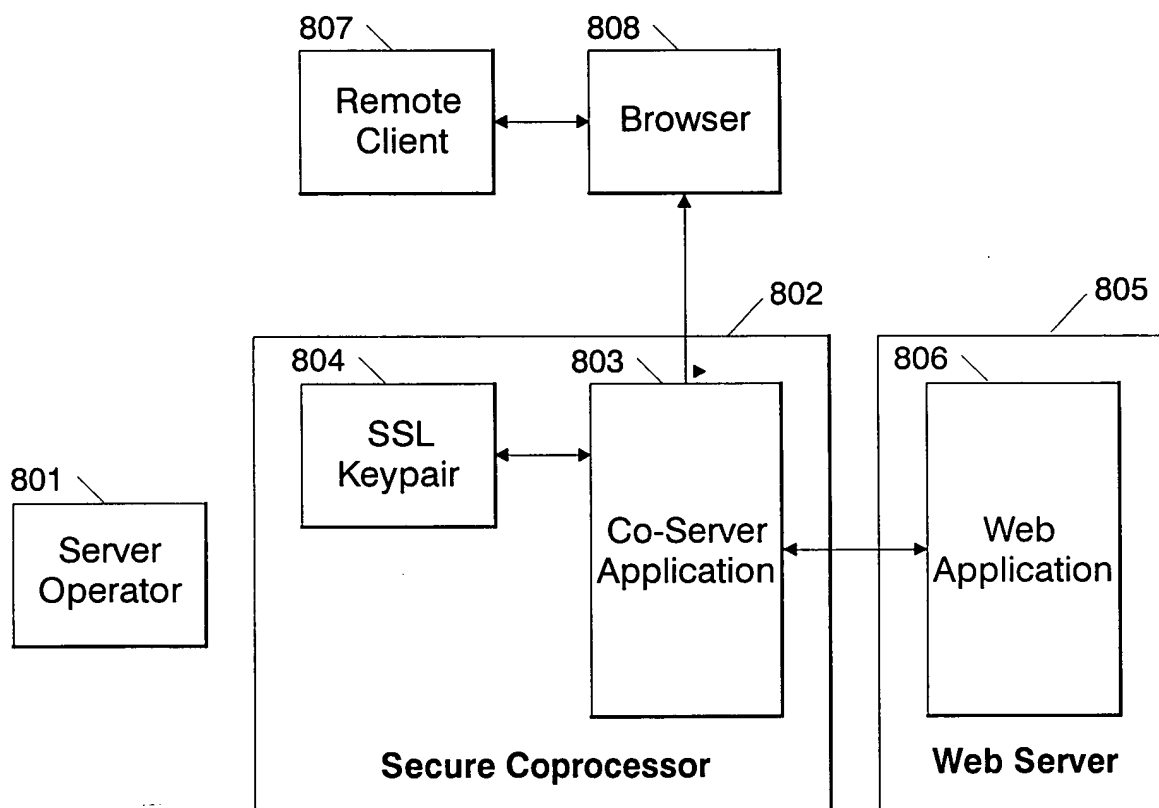 807
808
Remote
Client
Browser
802
805
804
803
806
SSL
Keypair
801
Server
Operator
Co-Server
Application
Web
Application
Secure Coprocessor
Web Server